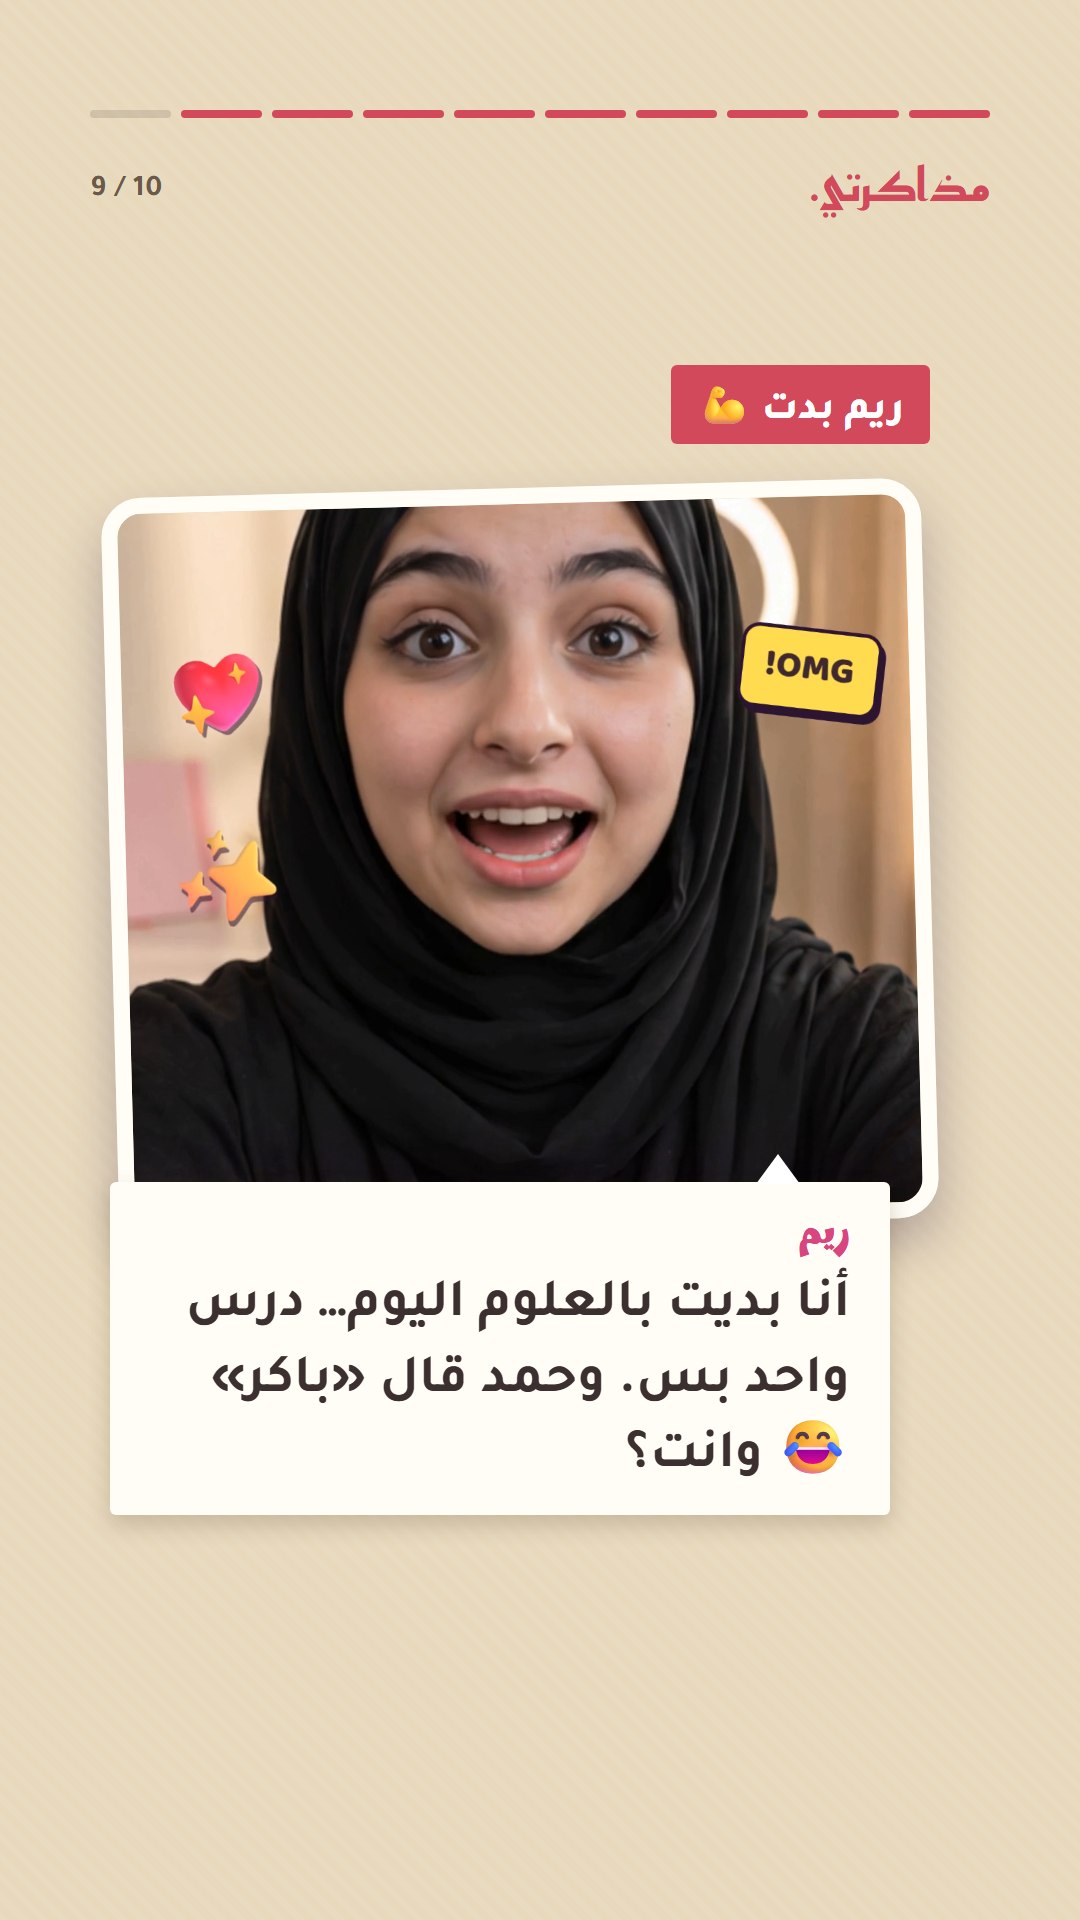 مذاكرتي.
9 / 10
ريم بدت 💪
OMG!
ريم
أنا بديت بالعلوم اليوم… درس
واحد بس. وحمد قال «باكر»
😂 وانت؟